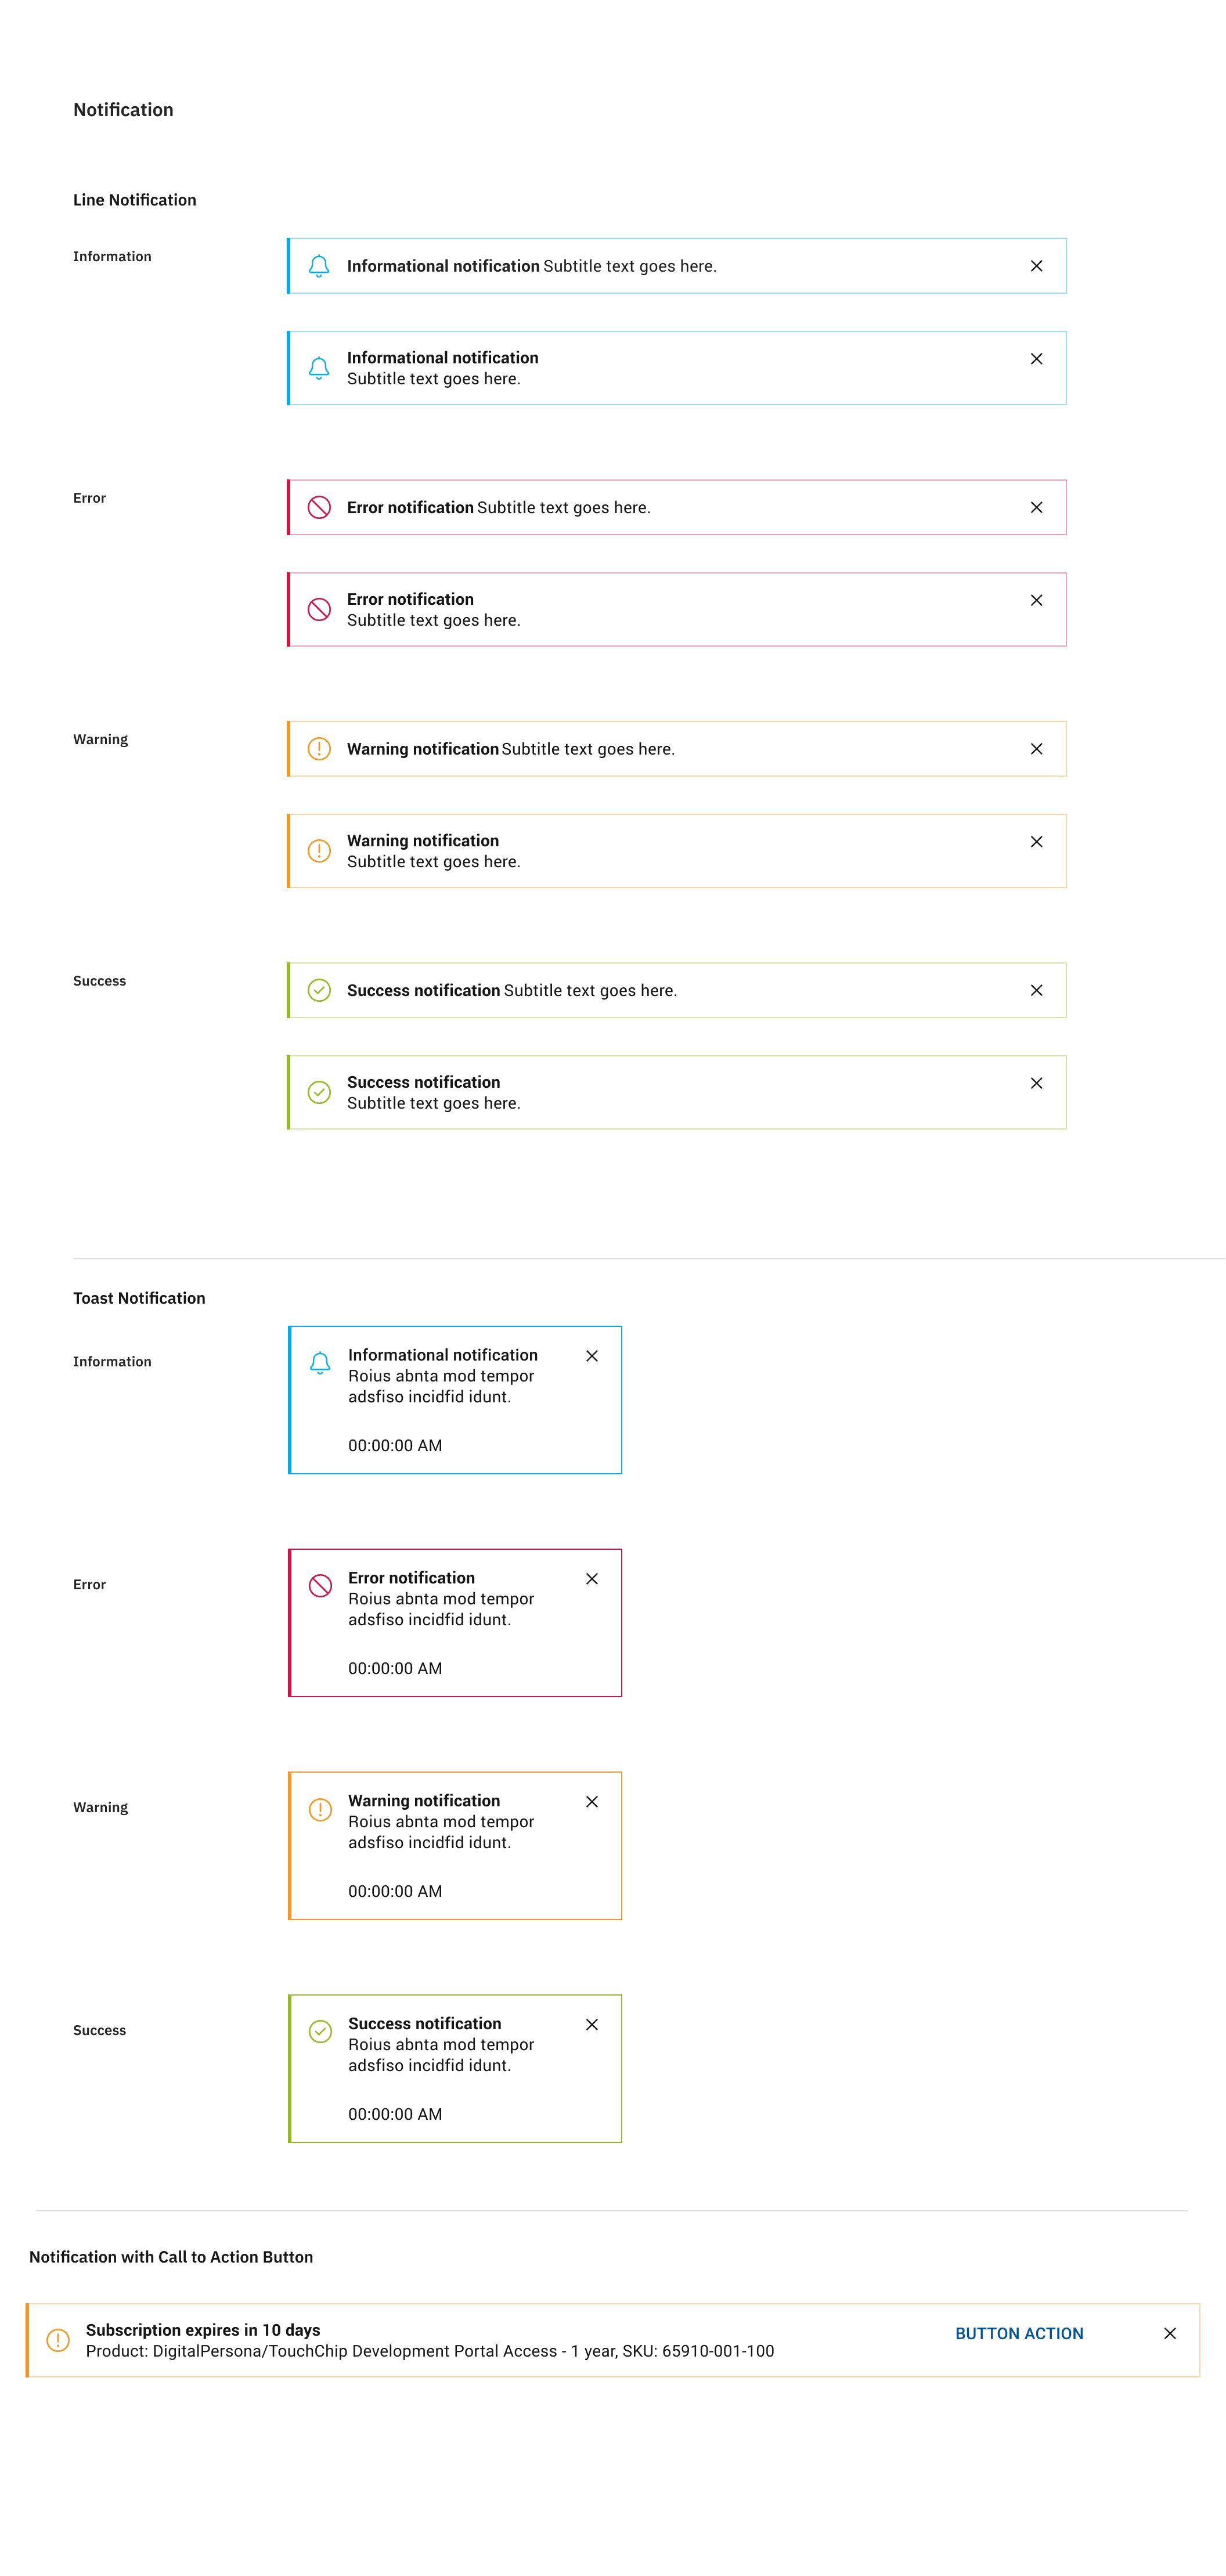 Notification
Line Notification
Information
Informational notification Subtitle text goes here.
Informational notification
Subtitle text goes here.
Error
Error notification Subtitle text goes here.
Error notification
Subtitle text goes here.
Warning
Warning notification Subtitle text goes here.
Warning notification
Subtitle text goes here.
Success
Success notification Subtitle text goes here.
Success notification
Subtitle text goes here.
Toast Notification
Information
Informational notification
Roius abnta mod tempor
adsfiso incidfid idunt.
00:00:00 AM
Error
Error notification
Roius abnta mod tempor
adsfiso incidfid idunt.
00:00:00 AM
Warning
Warning notification
Roius abnta mod tempor
adsfiso incidfid idunt.
00:00:00 AM
Success
Success notification
Roius abnta mod tempor
adsfiso incidfid idunt.
00:00:00 AM
Notification with Call to Action Button
Subscription expires in 10 days
Product: DigitalPersona/TouchChip Development Portal Access - 1 year, SKU: 65910-001-100
BUTTON ACTION